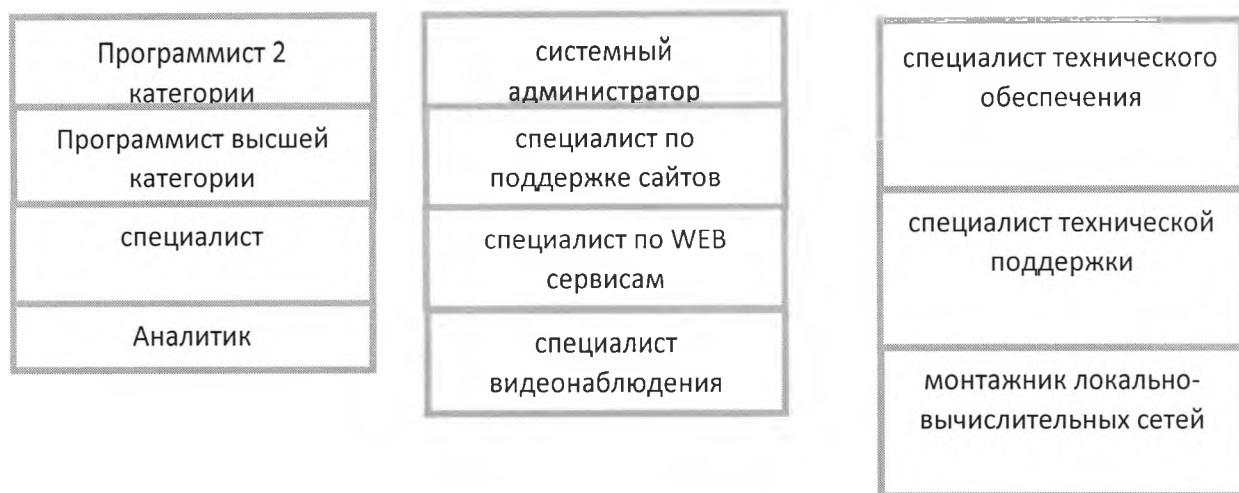 Программист 2
категории
Программист высшей
категории
специалист
Аналитик
системный
администратор
специалист по
поддержке сайтов
специалист по WEB
сервисам
специалист
видеонаблюдения
специалист технического
обеспечения
специалист технической
поддержки
монтажник локально-
вычислительных сетей